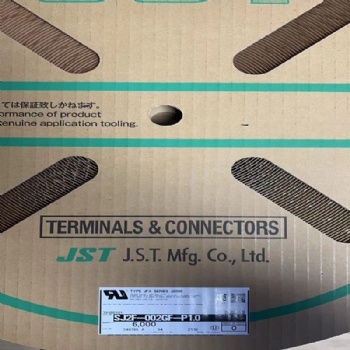 JST
ては保証致しかねます。
ormance of product
enuine application tooling.
TERMINALS & CONNECTORS
JST J.S.T. Mfg. Co., Ltd.
SJ2F-002GF-P1.0
6,000